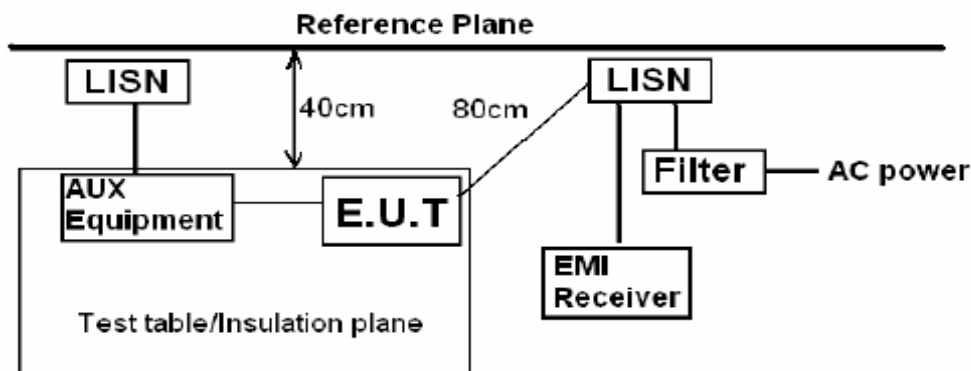 Reference Plane
LISN
40cm
80cm
LISN
Filter
AC power
AUX
Equipment
E.U.T
EMI
Receiver
Test table/Insulation plane